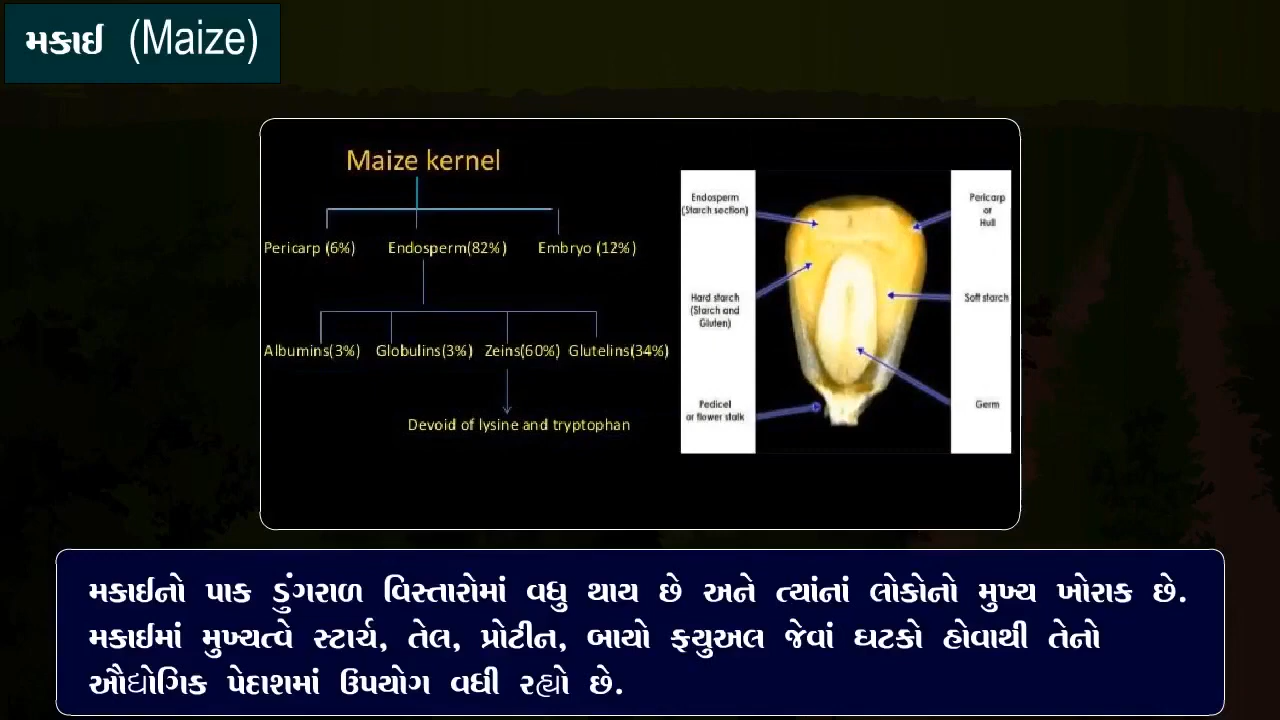 મકાઈ (Maize)
Maize kernel
Pericarp (6%) Endosperm(82%) Embryo (12%)
Albumins(3%) Globulins(3%) Zeins(60%) Glutelins(34%)
Devoid of lysine and tryptophan
Endosperm
(Starch section)
Hard starch
(Starch and
Gluten)
Pedicel
or flower stalk
Pericarp
or
Hull
Soft starch
Germ
મકાઈનો પાક ડુંગરાળ વિસ્તારોમાં વધુ થાય છે અને ત્યાંનાં લોકોનો મુખ્ય ખોરાક છે.
મકાઈમાં મુખ્યત્વે સ્ટાર્ચ, તેલ, પ્રોટીન, બાયો ફયુઅલ જેવાં ઘટકો હોવાથી તેનો
ઔદ્યોગિક પેદાશમાં ઉપયોગ વધી રહ્યો છે.